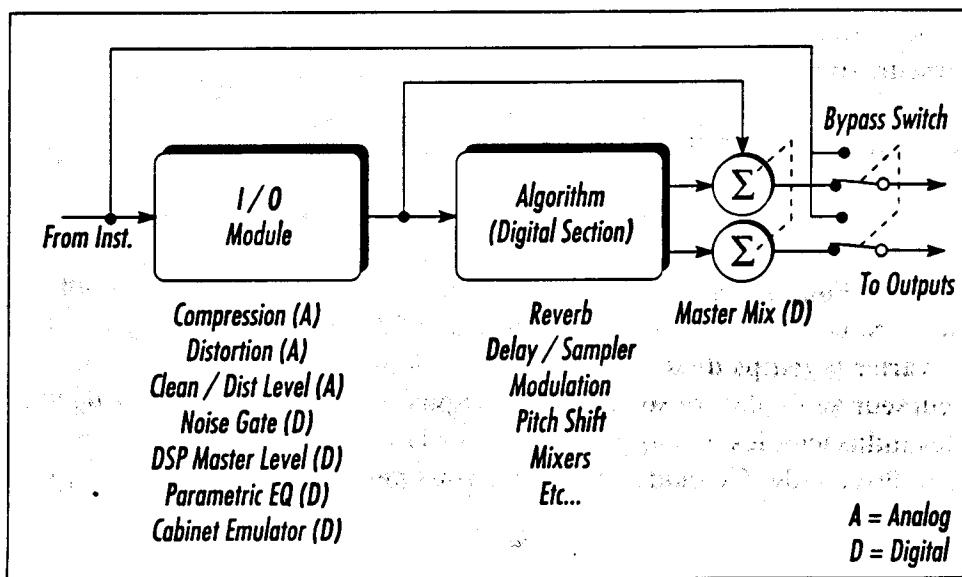 Bypass Switch
I / O
Module
Algorithm
(Digital Section)
Σ
Σ
From Inst.
To Outputs
Master Mix (D)
Compression (A)
Distortion (A)
Clean / Dist Level (A)
Noise Gate (D)
DSP Master Level (D)
Parametric EQ (D)
Cabinet Emulator (D)
Reverb
Delay / Sampler
Modulation
Pitch Shift
Mixers
Etc...
A = Analog
D = Digital